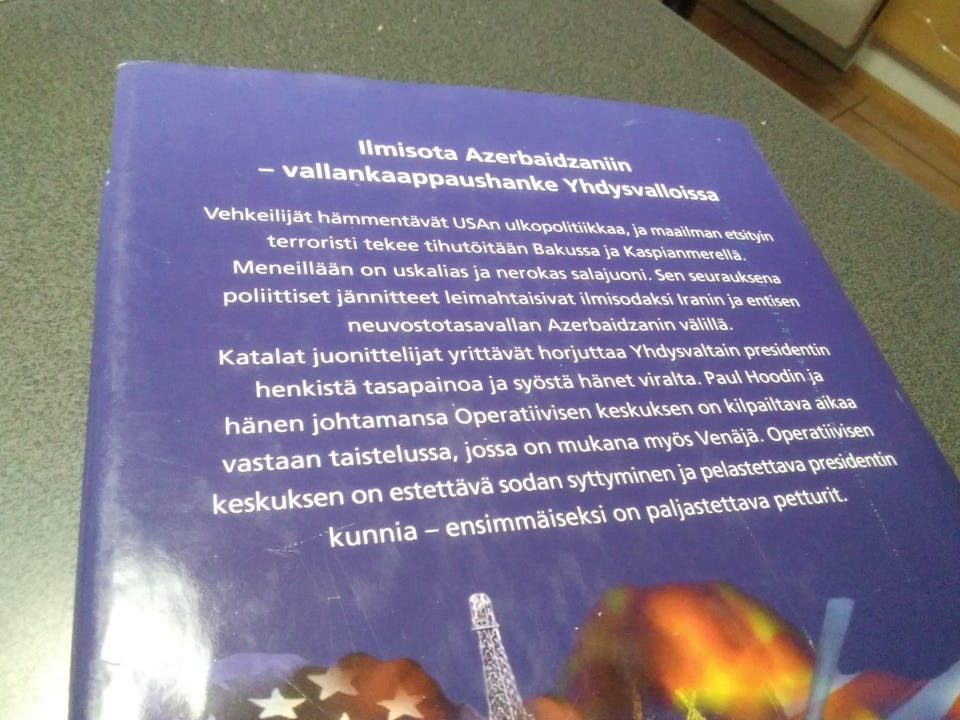 Ilmisota Azerbaidzaniin
– vallankaappaushanke Yhdysvalloissa
Vehkeilijät hämmentävät USAn ulkopolitiikkaa, ja maailman etsityin
terroristi tekee tihutöitään Bakussa ja Kaspianmerellä.
Meneillään on uskalias ja nerokas salajuoni. Sen seurauksena
poliittiset jännitteet leimahtaisivat ilmisodaksi Iranin ja entisen
neuvostotasavallan Azerbaidzanin välillä.
Katalat juonittelijat yrittävät horjuttaa Yhdysvaltain presidentin
henkistä tasapainoa ja syöstä hänet viralta. Paul Hoodin ja
hänen johtamansa Operatiivisen keskuksen on kilpailtava aikaa
vastaan taistelussa, jossa on mukana myös Venäjä. Operatiivisen
keskuksen on estettävä sodan syttyminen ja pelastettava presidentin
kunnia – ensimmäiseksi on paljastettava petturit.